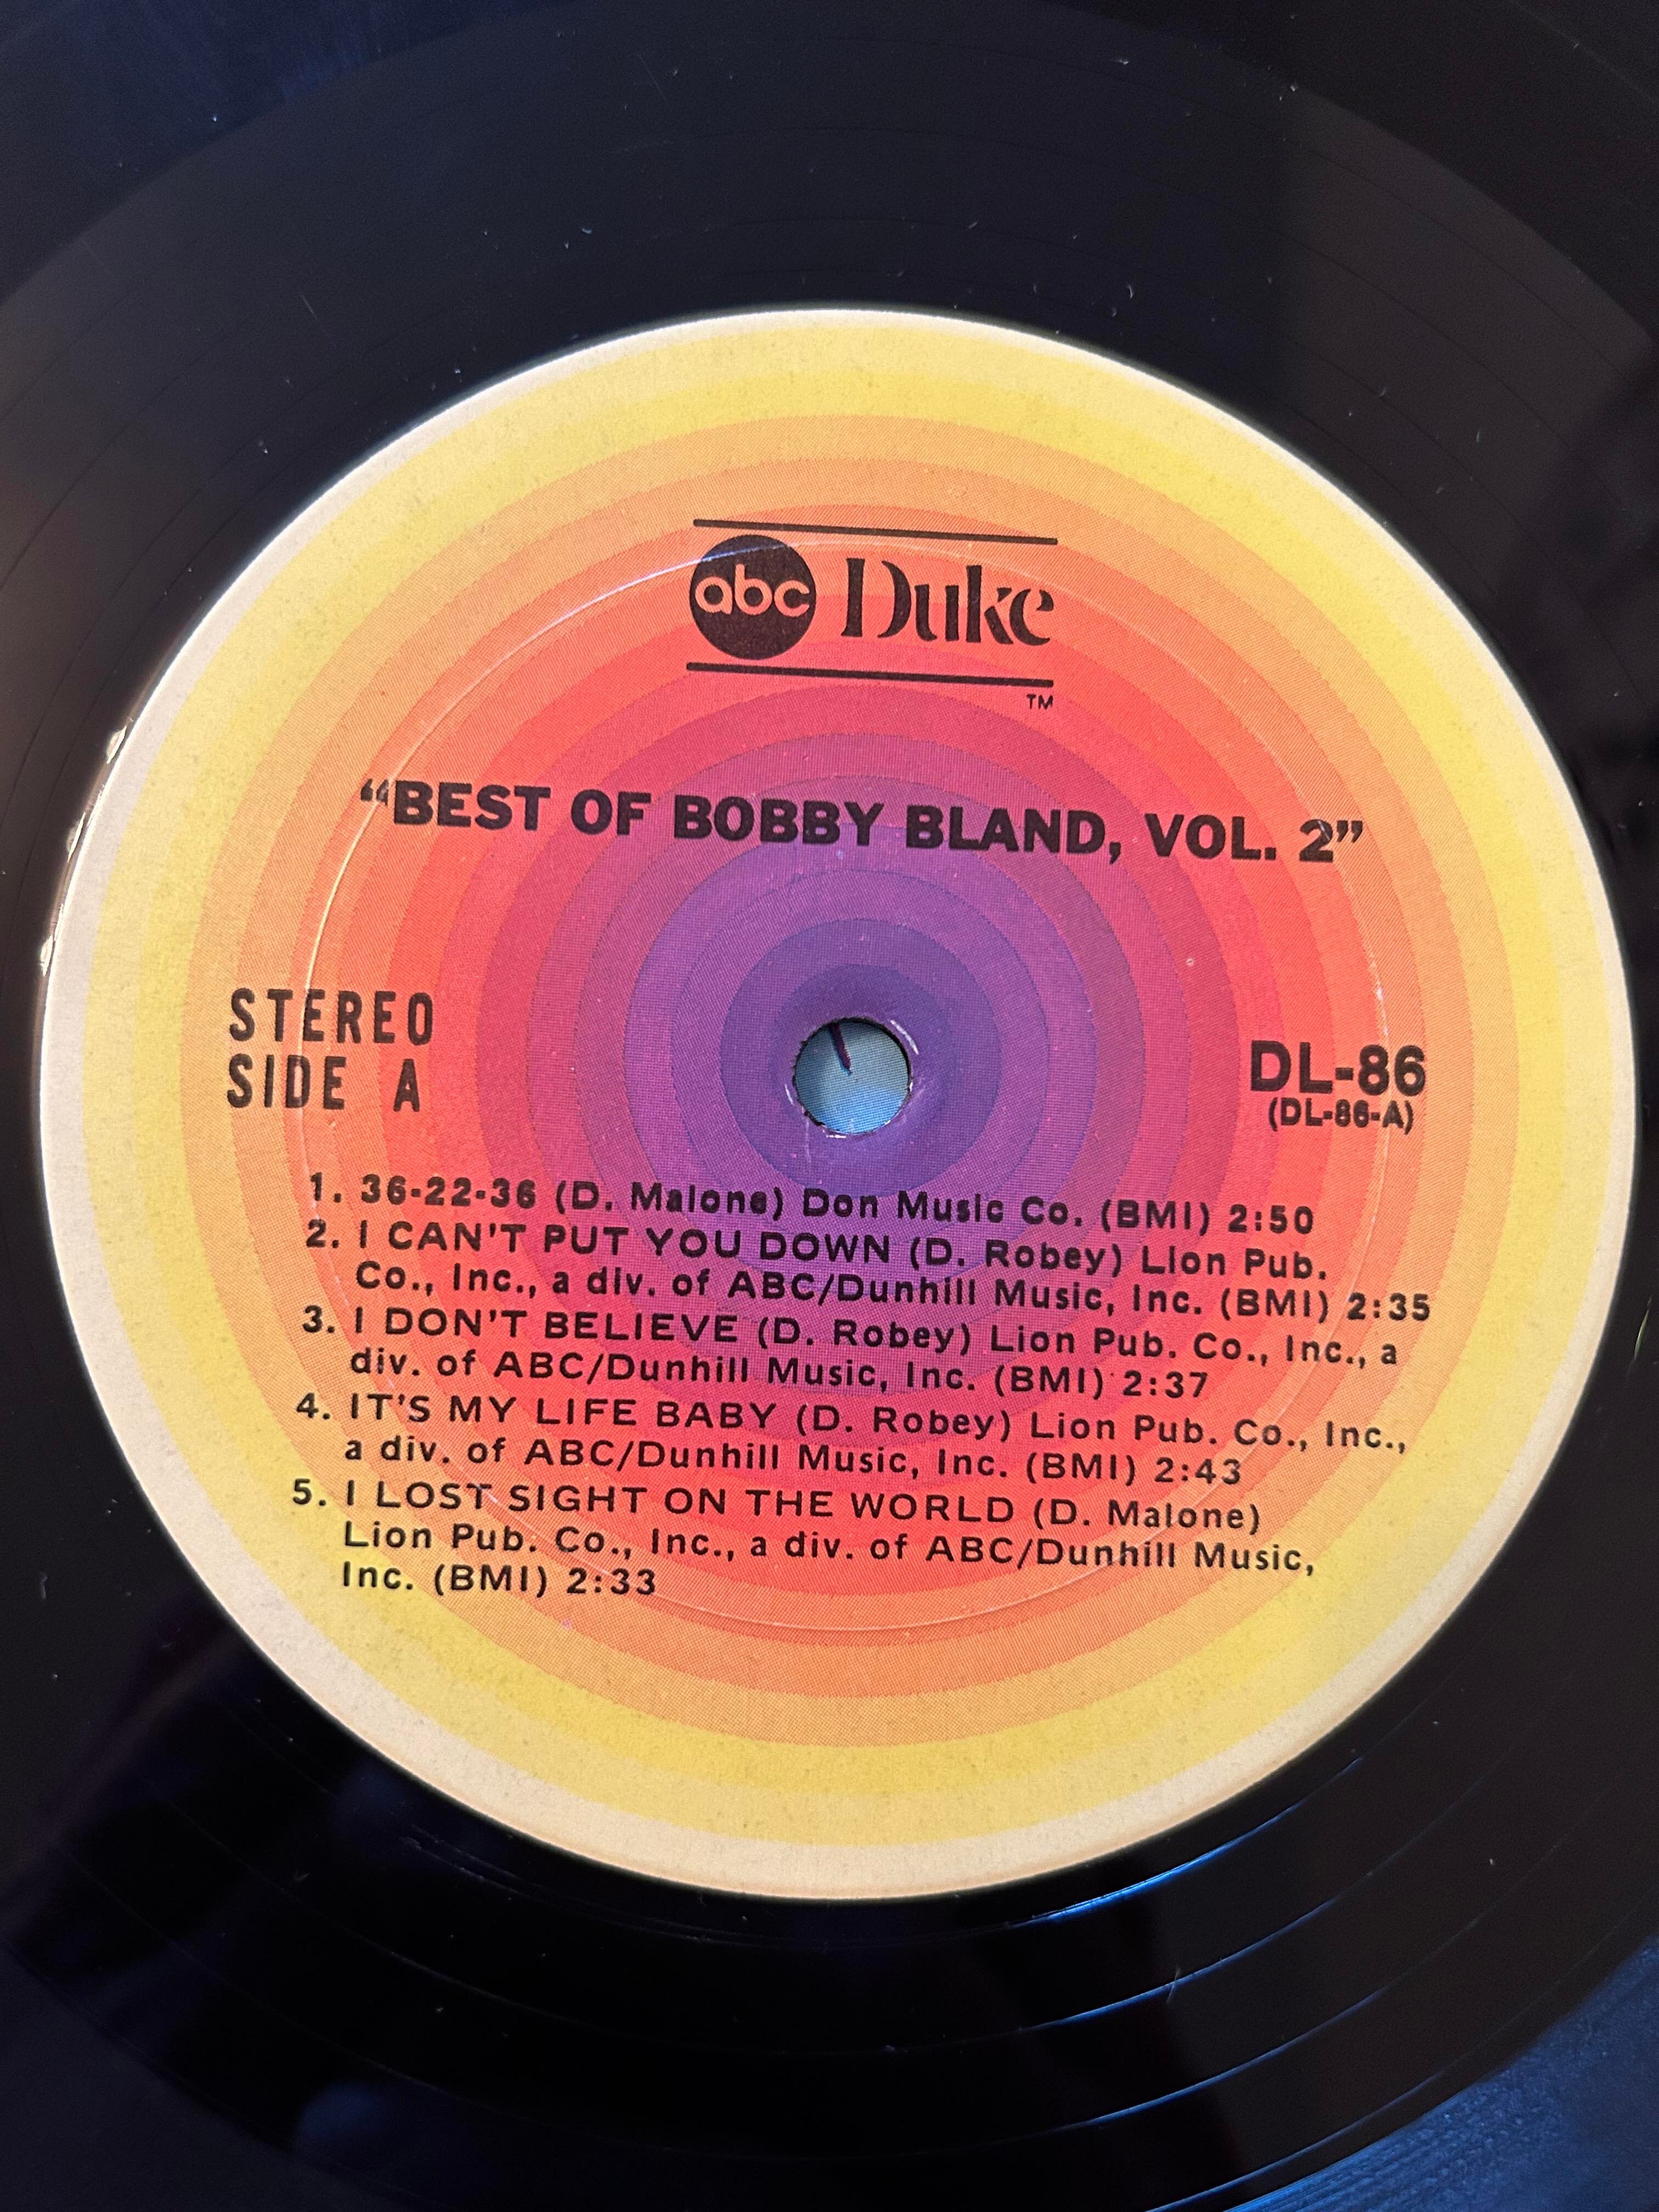 abc Duke
TM
“BEST OF BOBBY BLAND, VOL. 2”
STEREO
SIDE A
DL-86
(DL-86-A)
1. 36-22-36 (D. Malone) Don Music Co. (BMI) 2:50
2. I CAN'T PUT YOU DOWN (D. Robey) Lion Pub.
Co., Inc., a div. of ABC/Dunhill Music, Inc. (BMI) 2:35
3. I DON'T BELIEVE (D. Robey) Lion Pub. Co., Inc., a
div. of ABC/Dunhill Music, Inc. (BMI) 2:37
4. IT'S MY LIFE BABY (D. Robey) Lion Pub. Co., Inc.,
a div. of ABC/Dunhill Music, Inc. (BMI) 2:43
5. I LOST SIGHT ON THE WORLD (D. Malone)
Lion Pub. Co., Inc., a div. of ABC/Dunhill Music,
Inc. (BMI) 2:33